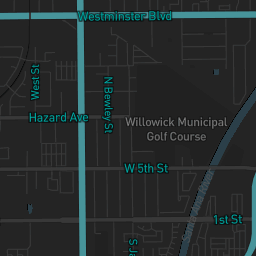 Westminster Blvd
West St
N Bewley St
Hazard Ave
Willowick Municipal
Golf Course
W 5th St
1st St